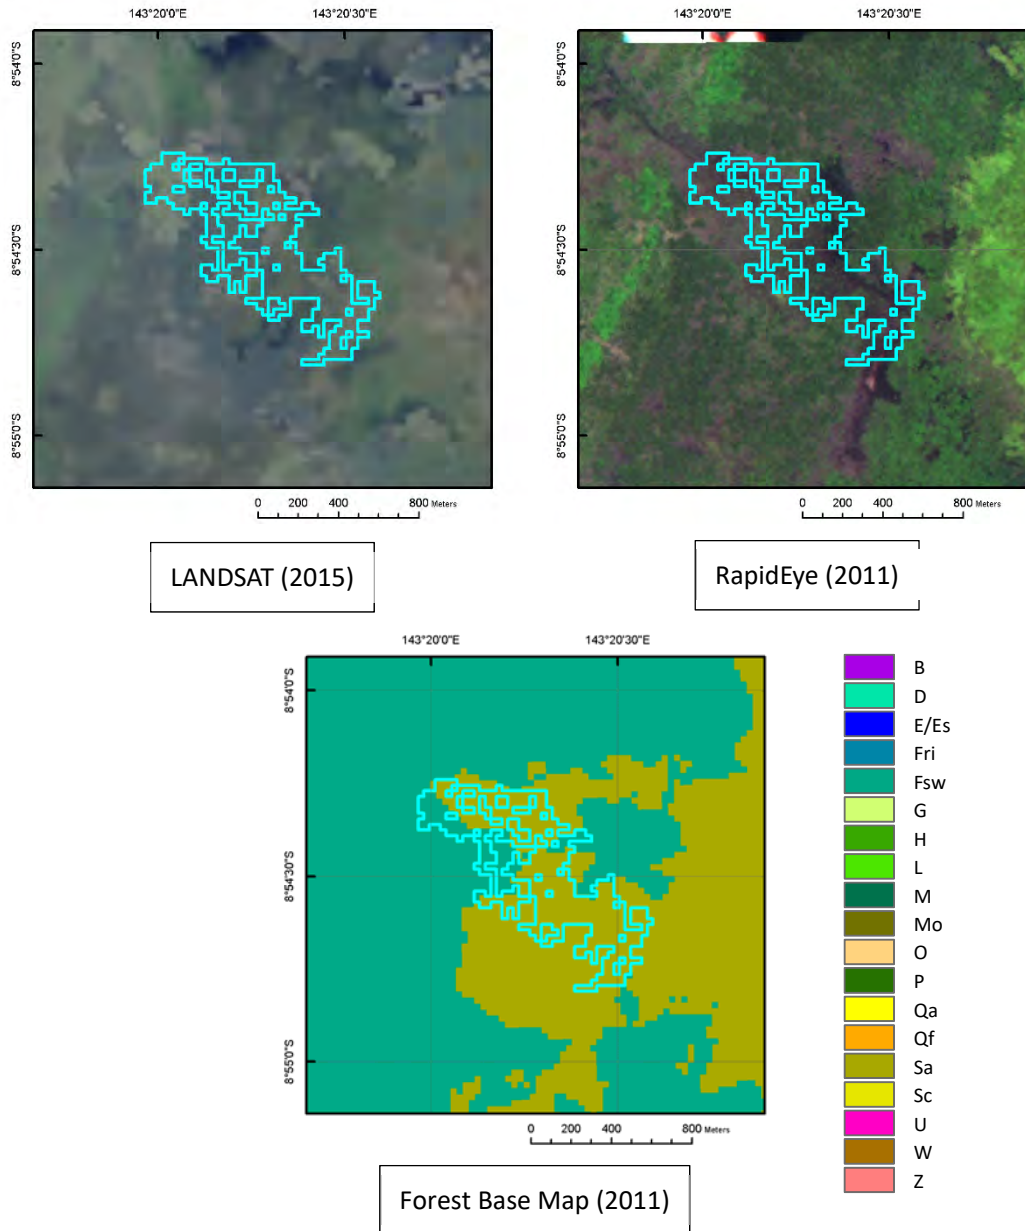 143°20'0"E 143°20'30"E 143°20'0"E 143°20'30"E
8°54'0"S 8°54'0"S
8°54'30"S 8°54'30"S
8°55'0"S 8°55'0"S
0 200 400 800 Meters 0 200 400 800 Meters
LANDSAT (2015) RapidEye (2011)
143°20'0"E 143°20'30"E
8°54'0"S
8°54'30"S
8°55'0"S
0 200 400 800 Meters
Forest Base Map (2011)
B
D
E/Es
Fri
Fsw
G
H
L
M
Mo
O
P
Qa
Qf
Sa
Sc
U
W
Z